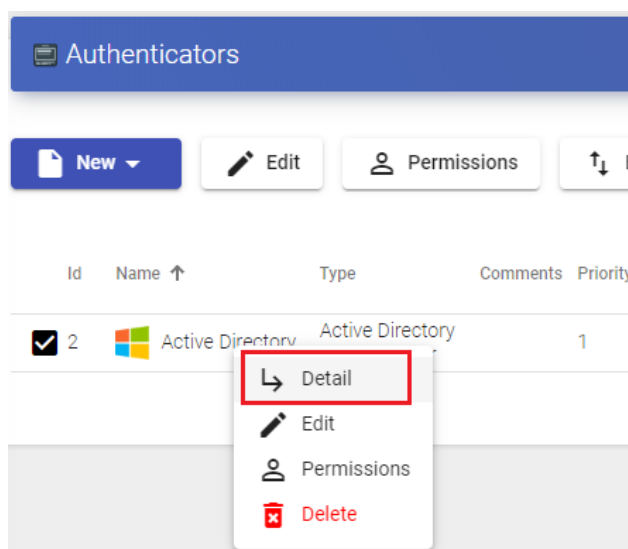 Authenticators
New
Edit
Permissions
Id
Name
Type
Comments
Priority
2
Active Directory
Active Directory
1
Detail
Edit
Permissions
Delete